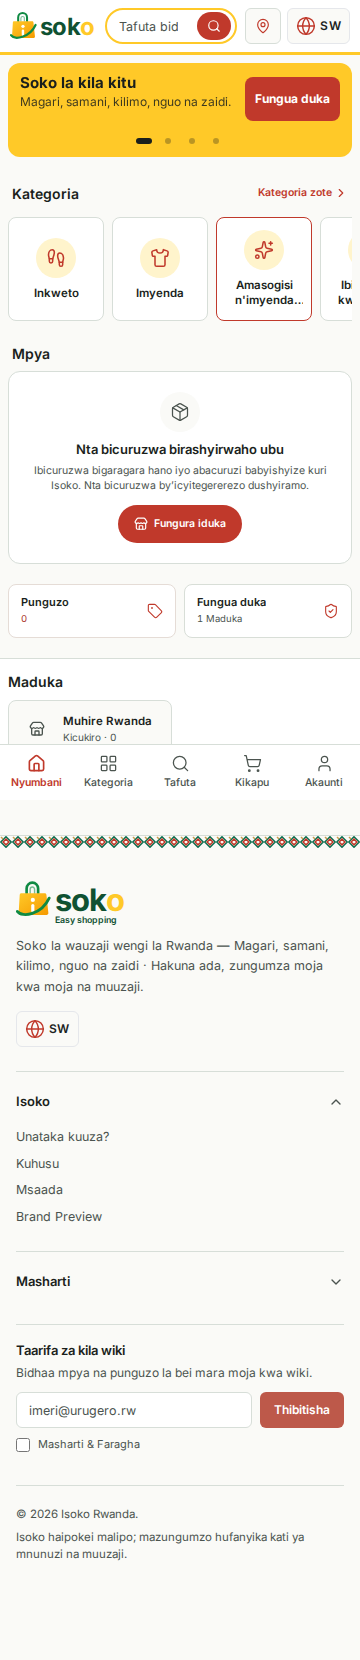 soko
Tafuta bid
SW
Soko la kila kitu
Magari, samani, kilimo, nguo na zaidi.
Fungua duka
Kategoria
Kategoria zote
Inkweto
Imyenda
Amasogisi
n'imyenda...
Mpya
Nta bicuruzwa birashyirwaho ubu
Ibicuruzwa bigaragara hano iyo abacuruzi babyishyize kuri
Isoko. Nta bicuruzwa by'icyitegererezo dushyiramo.
Fungura iduka
Punguzo
0
Fungua duka
1 Maduka
Maduka
Muhire Rwanda
Kicukiro · 0
Nyumbani
Kategoria
Tafuta
Kikapu
Akaunti
soko
Easy shopping
Soko la wauzaji wengi la Rwanda — Magari, samani,
kilimo, nguo na zaidi · Hakuna ada, zungumza moja
kwa moja na muuzaji.
SW
Isoko
Unataka kuuza?
Kuhusu
Msaada
Brand Preview
Masharti
Taarifa za kila wiki
Bidhaa mpya na punguzo la bei mara moja kwa wiki.
imeri@urugero.rw
Thibitisha
Masharti & Faragha
© 2026 Isoko Rwanda.
Isoko haipokei malipo; mazungumzo hufanyika kati ya
mnunuzi na muuzaji.